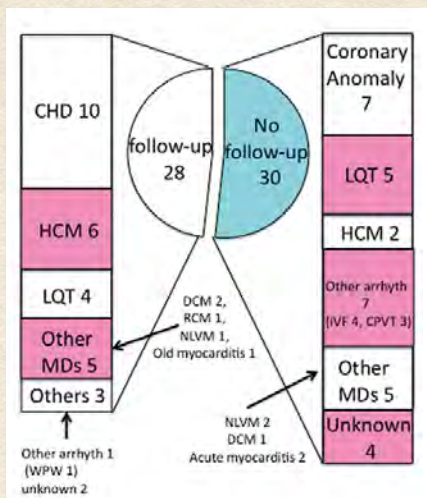 CHD 10
HCM 6
LQT 4
Other
MDs 5
Others 3
follow-up
28
No
follow-up
30
DCM 2,
RCM 1,
NLVM 1,
Old myocarditis 1
Other arrhyth 1
(WPW 1)
unknown 2
Coronary
Anomaly
7
LQT 5
HCM 2
Other arrhyth
7
(iVF 4, CPVT 3)
Other
MDs 5
Unknown
4
NLVM 2
DCM 1
Acute myocarditis 2